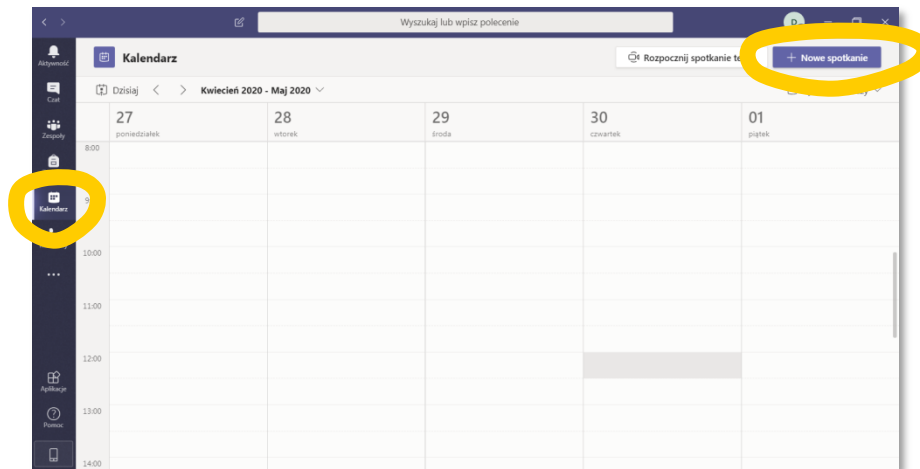 Wyszukaj lub wpisz polecenie
Aktywność
Czat
Zespoły
Kalendarz
Aplikacje
Pomoc
Kalendarz
Rozpocznij spotkanie
+ Nowe spotkanie
Dzisiaj
Kwiecień 2020 - Maj 2020
27
poniedziałek
28
wtorek
29
środa
30
czwartek
01
piątek
8:00
10:00
11:00
12:00
13:00
14:00